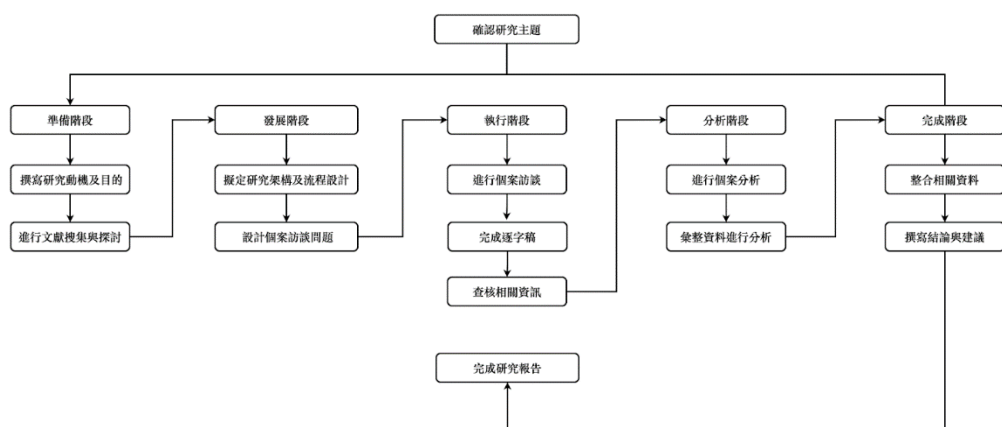 確認研究主題
準備階段
撰寫研究動機及目的
進行文獻搜集與探討
發展階段
擬定研究架構及流程設計
設計個案訪談問題
執行階段
進行個案訪談
完成逐字稿
查核相關資訊
分析階段
進行個案分析
彙整資料進行分析
完成階段
整合相關資料
撰寫結論與建議
完成研究報告